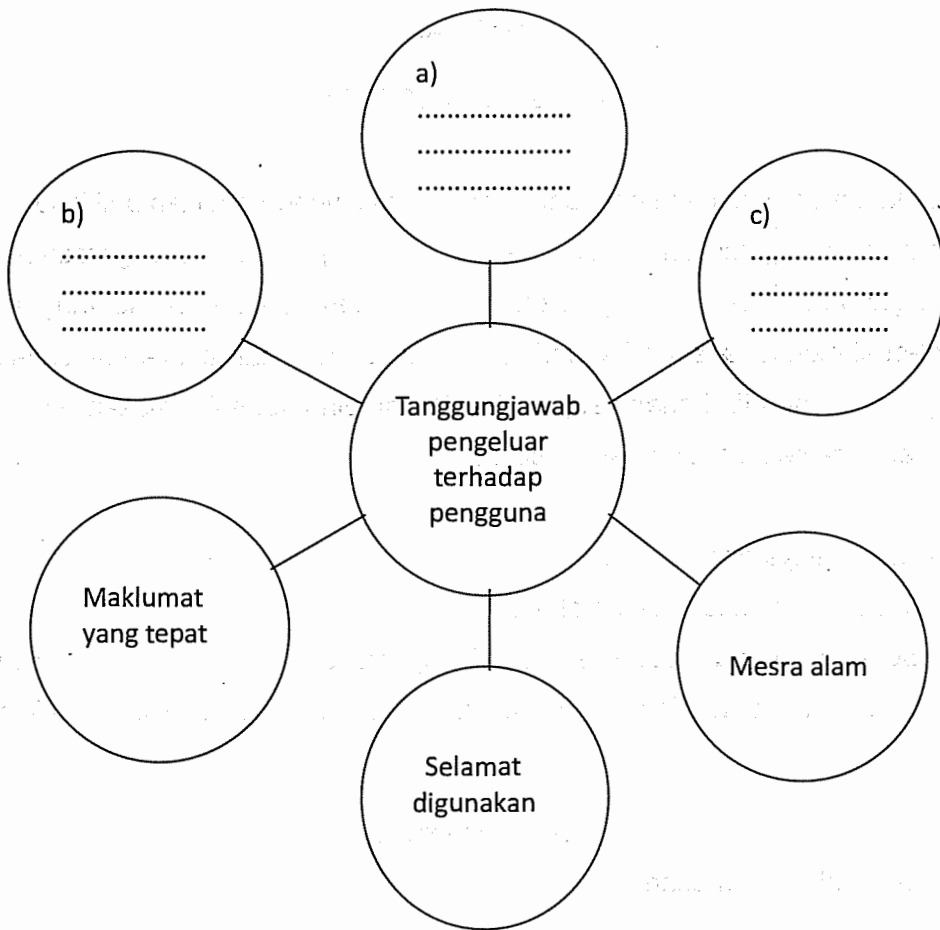 a)
........................
........................
........................
b)
......................
......................
......................
c)
.....................
.....................
.....................
Tanggungjawab
pengeluar
terhadap
pengguna
Maklumat
yang tepat
Mesra alam
Selamat
digunakan